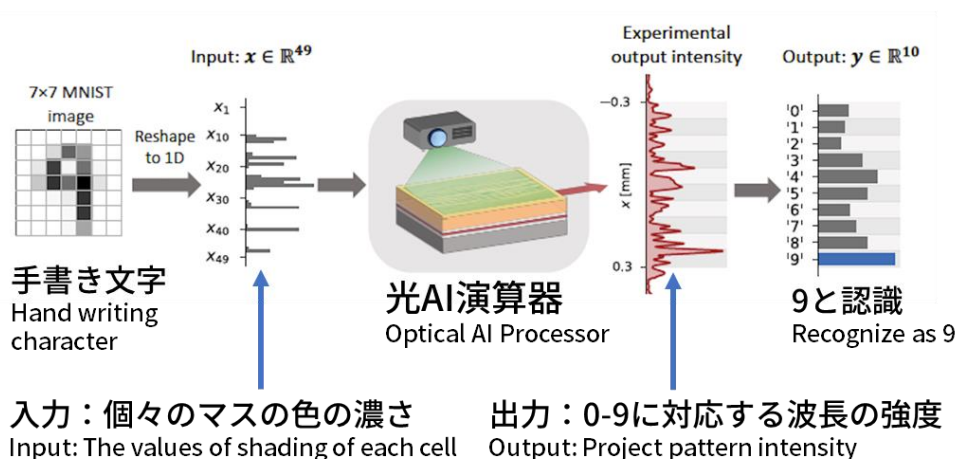 7×7 MNIST
image
Reshape
to 1D
Input: x ∈ ℝ⁴⁹
x₁
x₁₀
x₂₀
x₃₀
x₄₀
x₄₉
Experimental
output intensity
−0.3
x [mm]
0.3
Output: y ∈ ℝ¹⁰
'0'
'1'
'2'
'3'
'4'
'5'
'6'
'7'
'8'
'9'
手書き文字
Hand writing
character
光AI演算器
Optical AI Processor
9と認識
Recognize as 9
入力：個々のマスの色の濃さ
Input: The values of shading of each cell
出力：0-9に対応する波長の強度
Output: Project pattern intensity